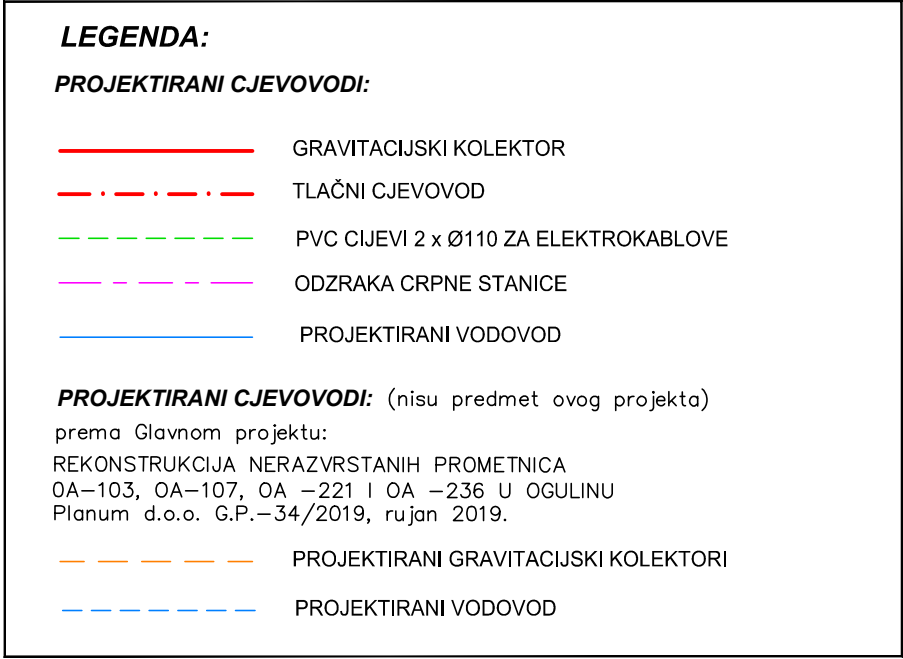 LEGENDA:
PROJEKTIRANI CJEVOVODI:
GRAVITACIJSKI KOLEKTOR
TLAČNI CJEVOVOD
PVC CIJEVI 2 x Ø110 ZA ELEKTROKABLOVE
ODZRAKA CRPNE STANICE
PROJEKTIRANI VODOVOD
PROJEKTIRANI CJEVOVODI: (nisu predmet ovog projekta)
prema Glavnom projektu:
REKONSTRUKCIJA NERAZVRSTANIH PROMETNICA
OA-103, OA-107, OA -221 I OA -236 U OGULINU
Planum d.o.o. G.P.-34/2019, rujan 2019.
PROJEKTIRANI GRAVITACIJSKI KOLEKTORI
PROJEKTIRANI VODOVOD